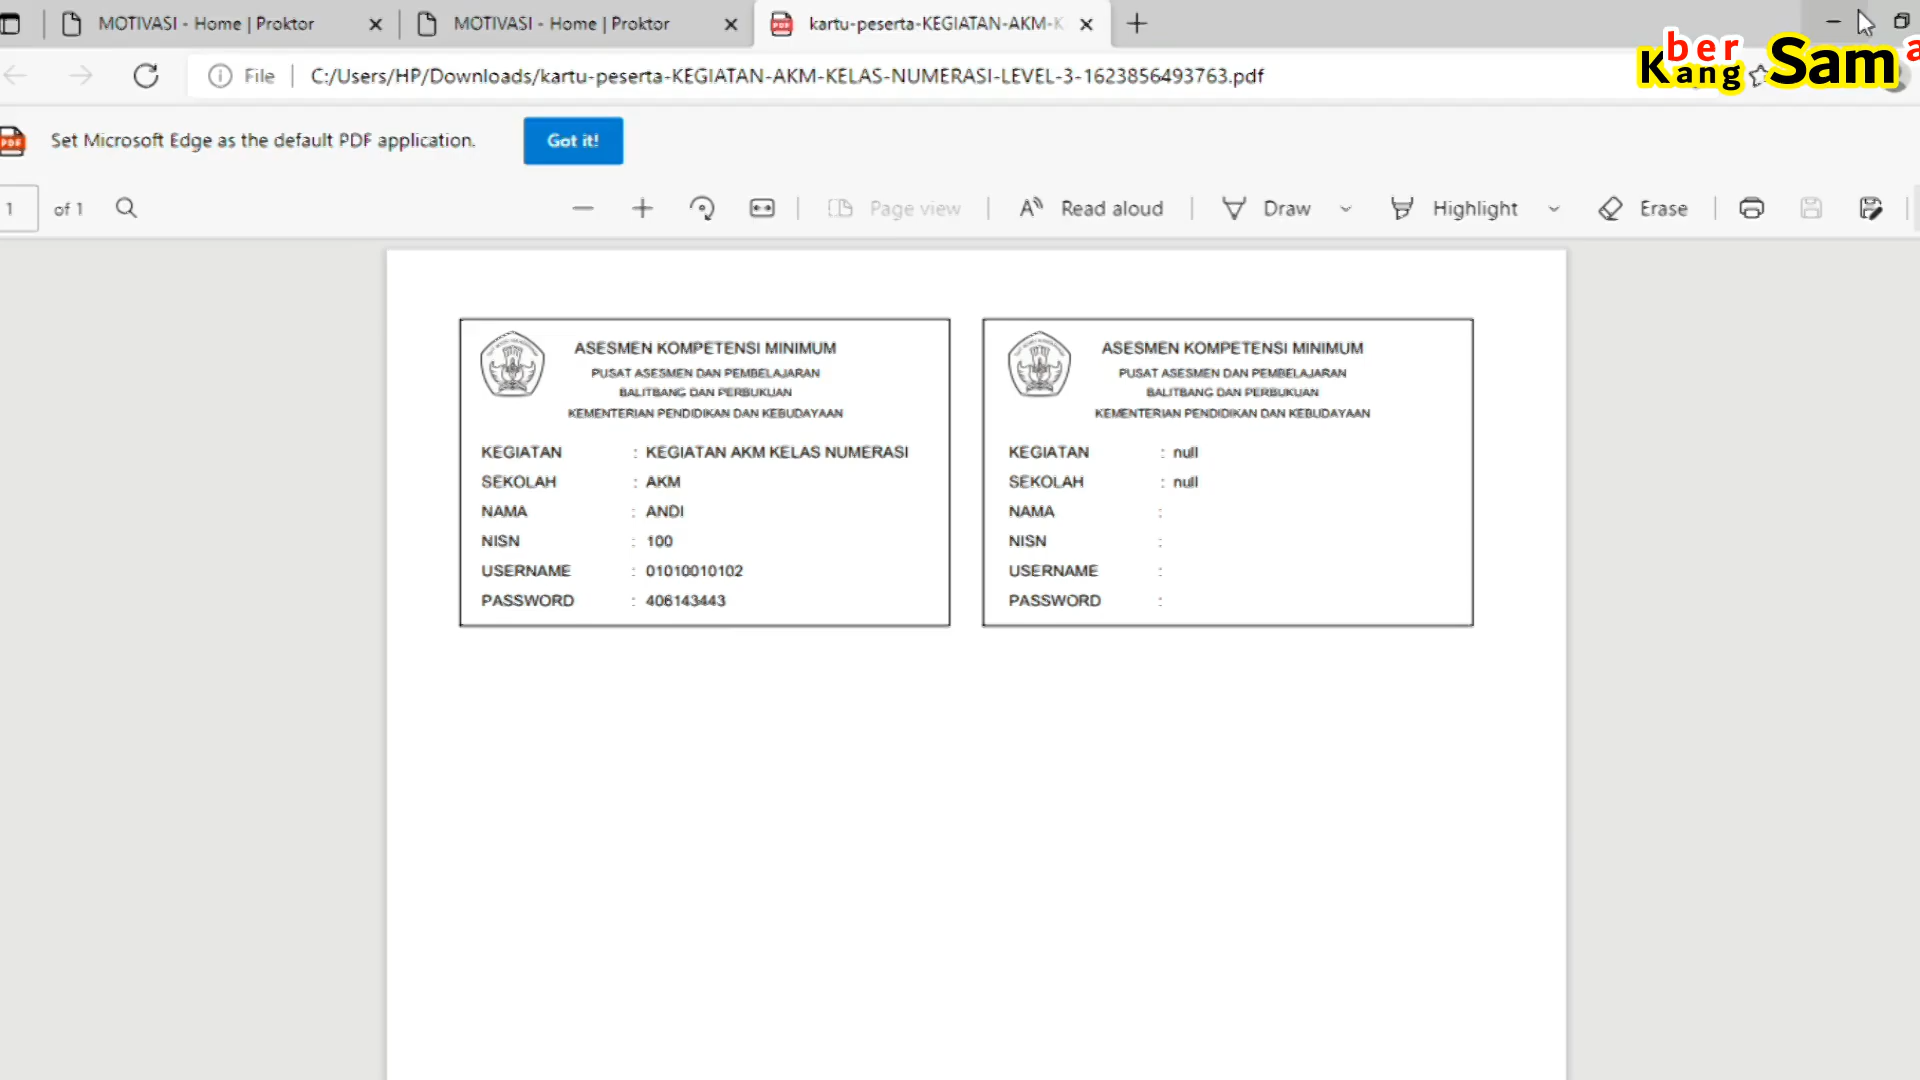 MOTIVASI - Home | Proktor
MOTIVASI - Home | Proktor
kartu-peserta-KEGIATAN-AKM-K
File
C:/Users/HP/Downloads/kartu-peserta-KEGIATAN-AKM-KELAS-NUMERASI-LEVEL-3-1623856493763.pdf
ber
Kang Sam
Set Microsoft Edge as the default PDF application.
Got it!
1 of 1
Page view
Read aloud
Draw
Highlight
Erase
ASESMEN KOMPETENSI MINIMUM
PUSAT ASESMEN DAN PEMBELAJARAN
BALITBANG DAN PERBUKUAN
KEMENTERIAN PENDIDIKAN DAN KEBUDAYAAN
KEGIATAN : KEGIATAN AKM KELAS NUMERASI
SEKOLAH : AKM
NAMA : ANDI
NISN : 100
USERNAME : 01010010102
PASSWORD : 406143443
ASESMEN KOMPETENSI MINIMUM
PUSAT ASESMEN DAN PEMBELAJARAN
BALITBANG DAN PERBUKUAN
KEMENTERIAN PENDIDIKAN DAN KEBUDAYAAN
KEGIATAN : null
SEKOLAH : null
NAMA :
NISN :
USERNAME :
PASSWORD :